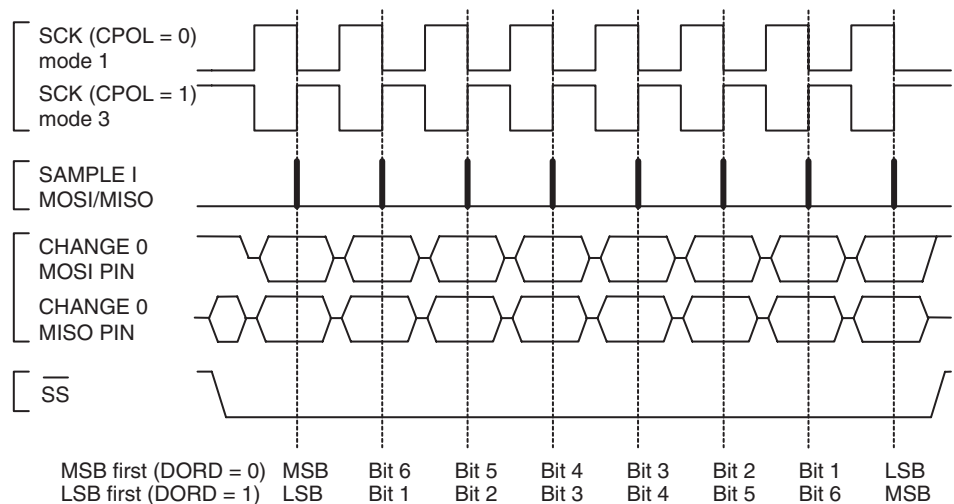 SCK (CPOL = 0)
mode 1
SCK (CPOL = 1)
mode 3
SAMPLE I
MOSI/MISO
CHANGE 0
MOSI PIN
CHANGE 0
MISO PIN
SS
MSB first (DORD = 0) MSB Bit 6 Bit 5 Bit 4 Bit 3 Bit 2 Bit 1 LSB
LSB first (DORD = 1) LSB Bit 1 Bit 2 Bit 3 Bit 4 Bit 5 Bit 6 MSB